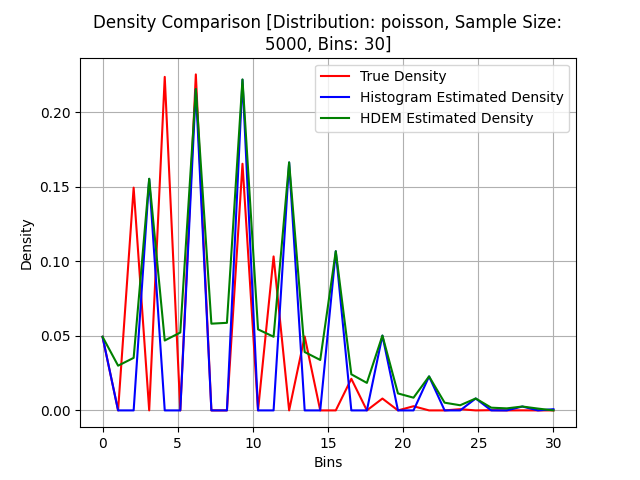 Density Comparison [Distribution: poisson, Sample Size:
5000, Bins: 30]
True Density
Histogram Estimated Density
HDEM Estimated Density
Density
0.20
0.15
0.10
0.05
0.00
0 5 10 15 20 25 30
Bins